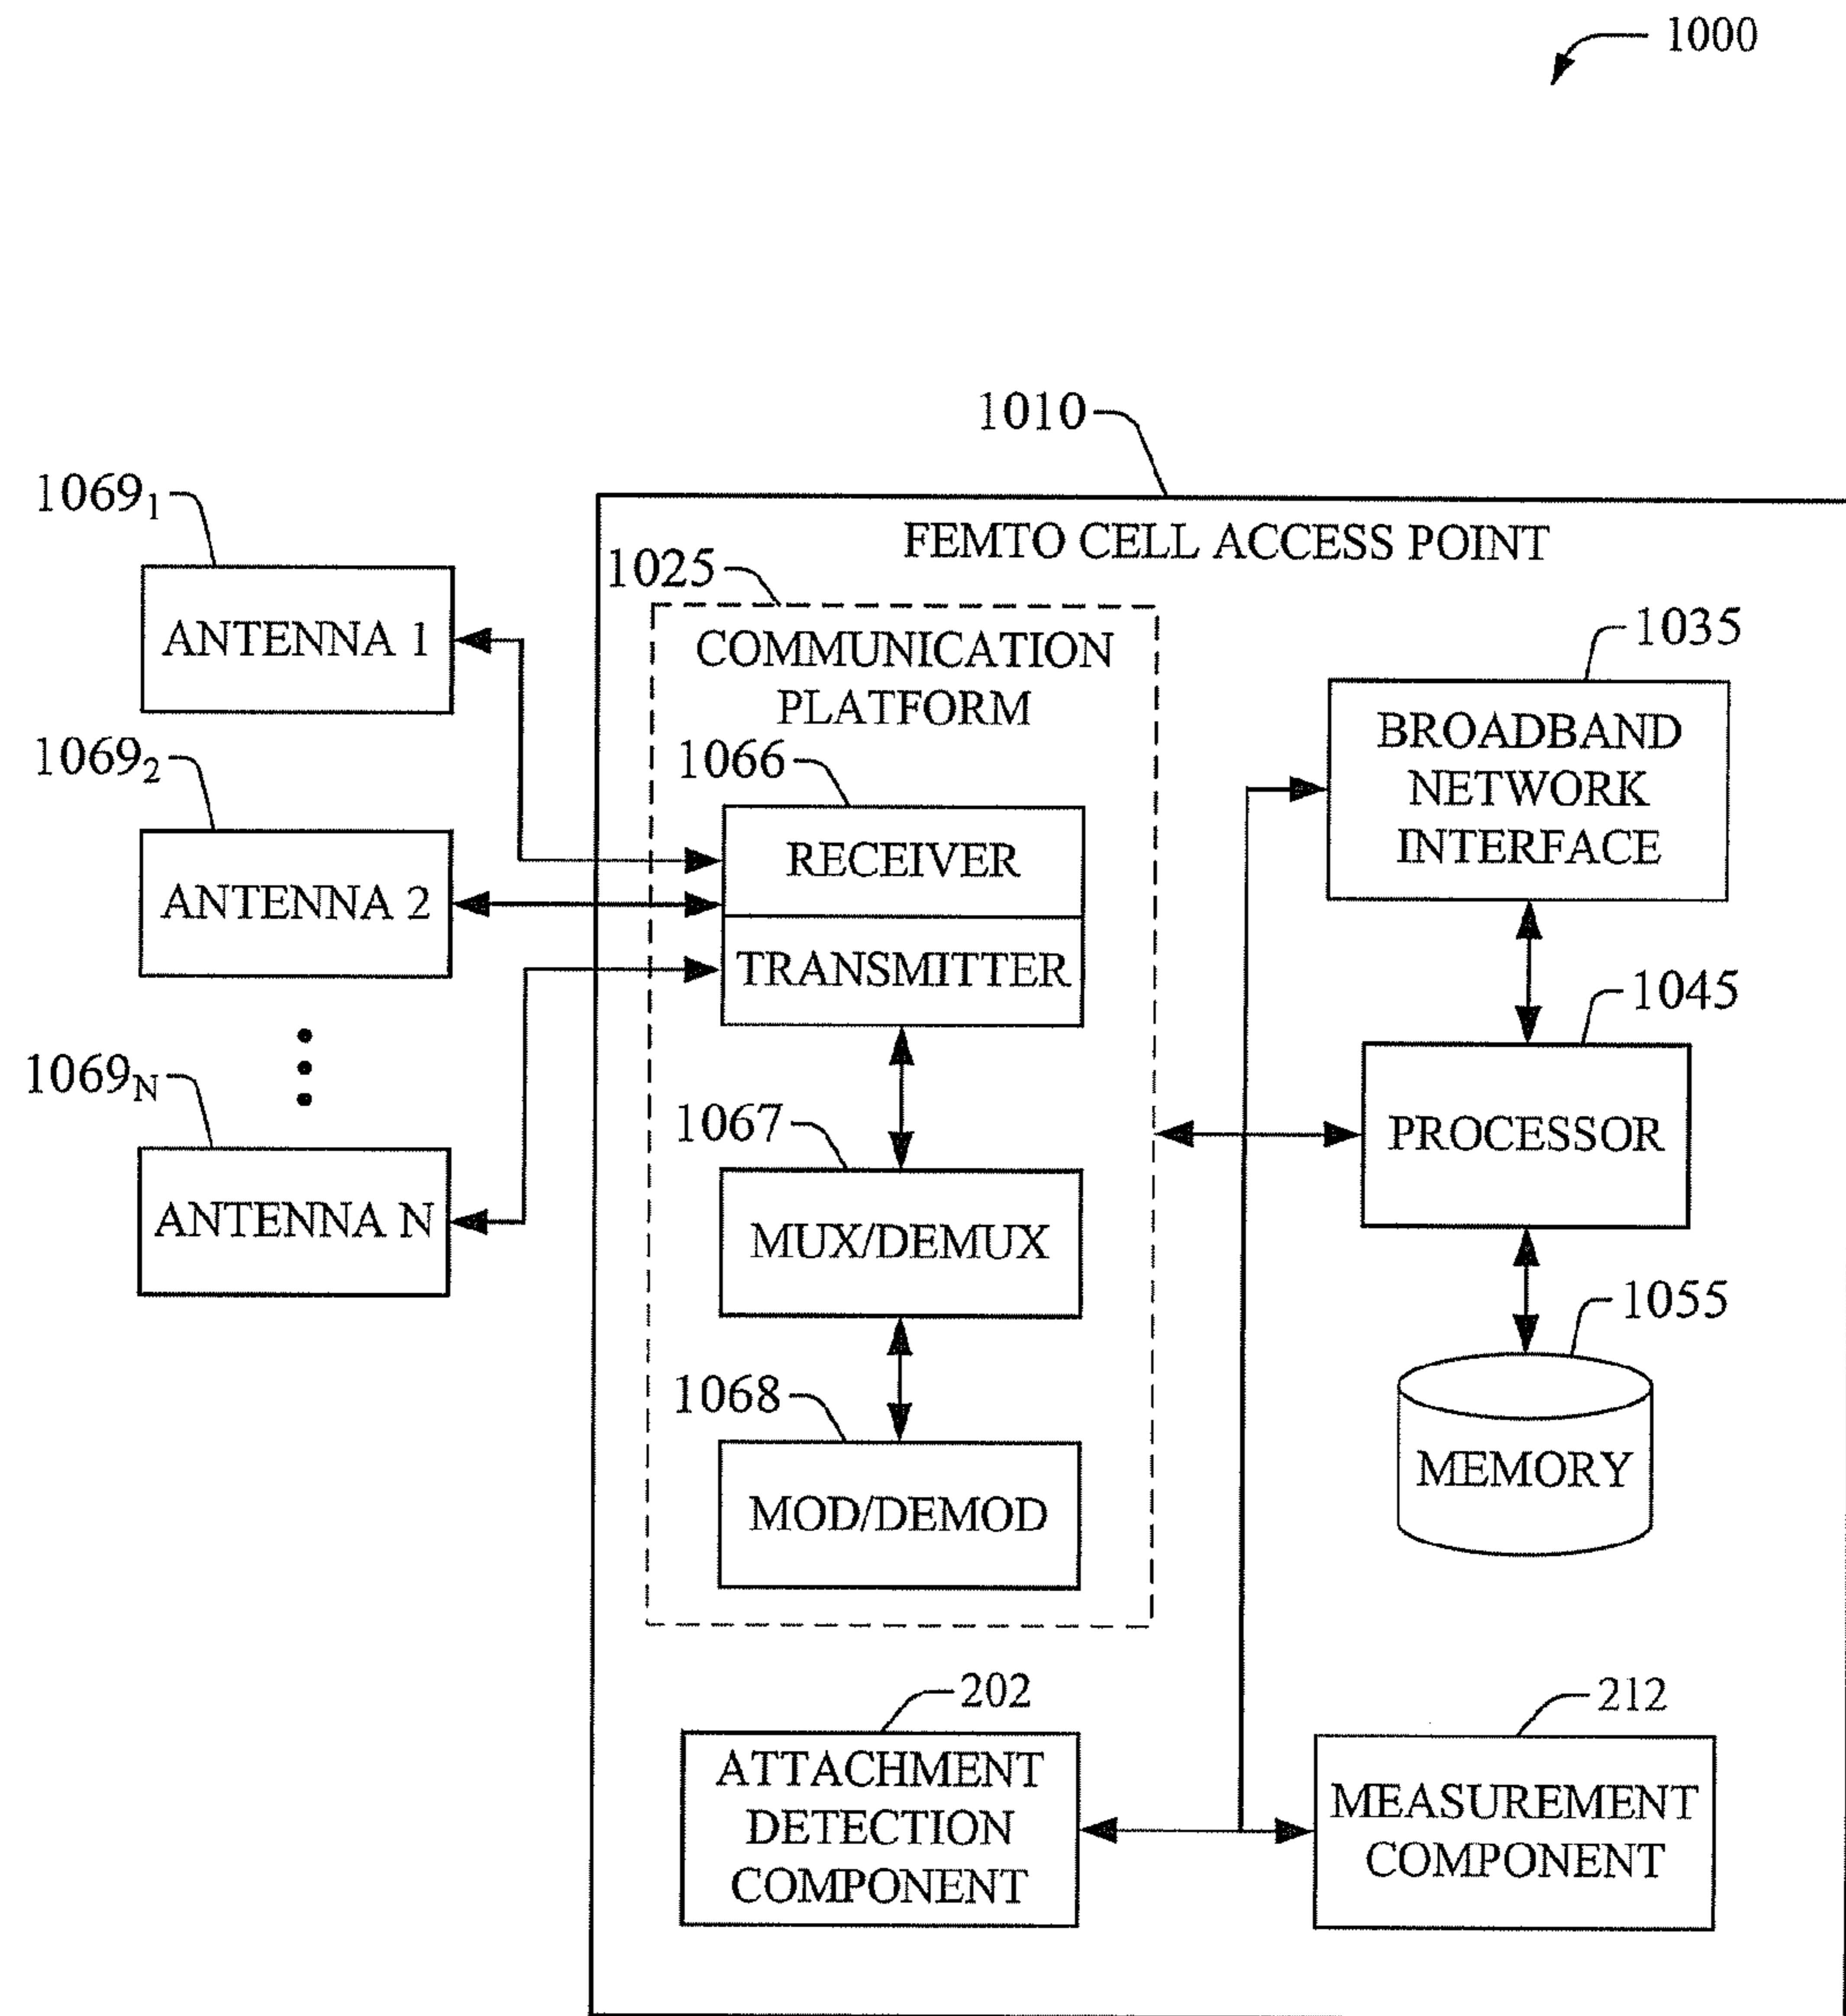 1000
1010
FEMTO CELL ACCESS POINT
1069₁
ANTENNA 1
1069₂
ANTENNA 2
1069N
ANTENNA N
1025
COMMUNICATION
PLATFORM
1066
RECEIVER
TRANSMITTER
1067
MUX/DEMUX
1068
MOD/DEMOD
1035
BROADBAND
NETWORK
INTERFACE
1045
PROCESSOR
1055
MEMORY
202
ATTACHMENT
DETECTION
COMPONENT
212
MEASUREMENT
COMPONENT